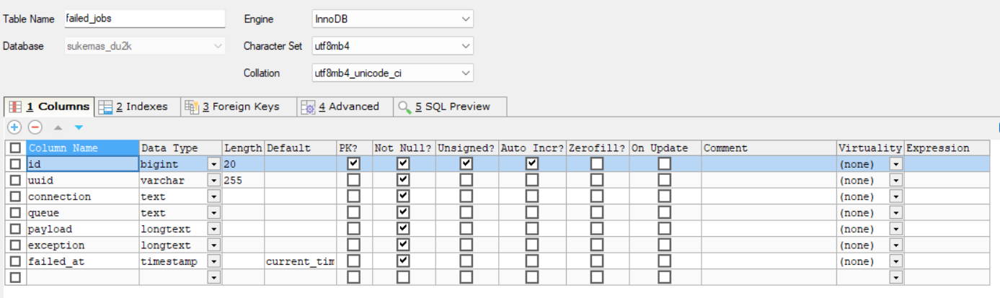 Table Name failed_jobs Engine InnoDB
Database sukemas_du2k Character Set utf8mb4
Collation utf8mb4_unicode_ci
1 Columns 2 Indexes 3 Foreign Keys 4 Advanced 5 SQL Preview
Column Name Data Type Length Default PK? Not Null? Unsigned? Auto Incr? Zerofill? On Update Comment Virtuality Expression
id bigint 20 (none)
uuid varchar 255 (none)
connection text (none)
queue text (none)
payload longtext (none)
exception longtext (none)
failed_at timestamp current_tim (none)